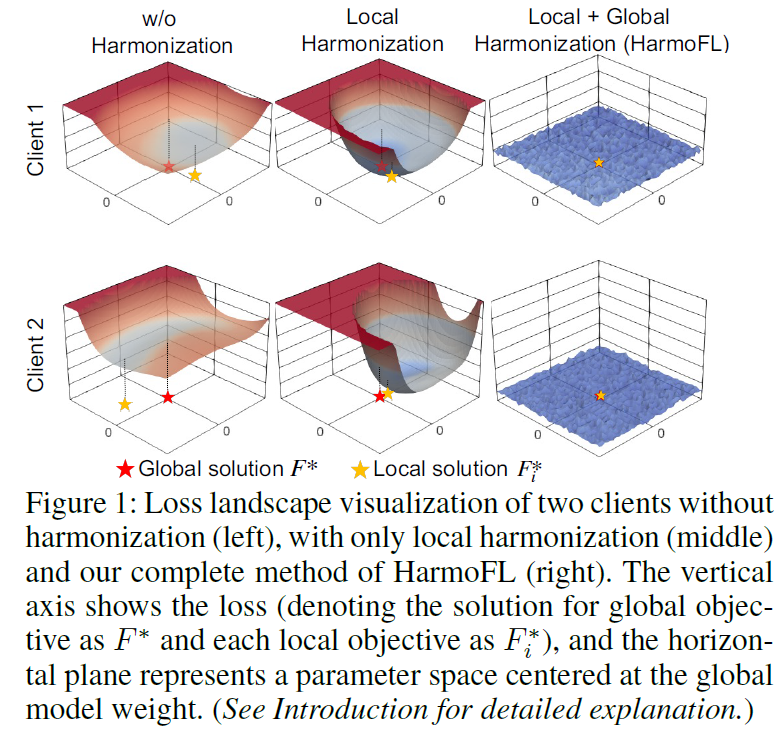 w/o
Harmonization
Local
Harmonization
Local + Global
Harmonization (HarmoFL)
Client 1
0
0
0
0
0
0
Client 2
0
0
0
0
0
0
Global solution F*
Local solution F*i
Figure 1: Loss landscape visualization of two clients without
harmonization (left), with only local harmonization (middle)
and our complete method of HarmoFL (right). The vertical
axis shows the loss (denoting the solution for global objec-
tive as F* and each local objective as F*i), and the horizon-
tal plane represents a parameter space centered at the global
model weight. (See Introduction for detailed explanation.)